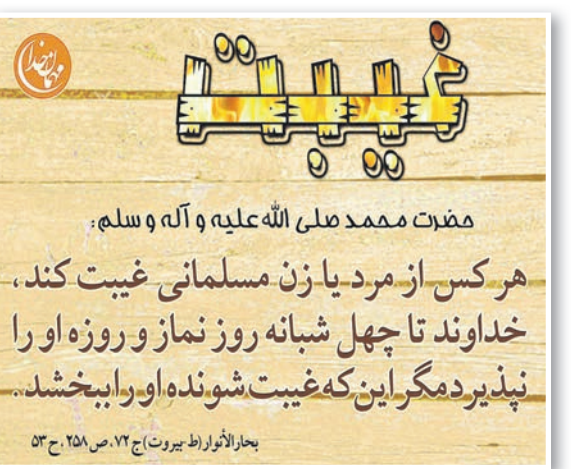 مهمان خدا
غیبت
حضرت محمد صلی الله علیه و آله و سلم:
هر کس از مرد یا زن مسلمانی غیبت کند،
خداوند تا چهل شبانه روز نماز و روزه او را
نپذیرد مگر این که غیبت شونده او را ببخشد.
بحارالأنوار(ط-بیروت) ج ۷۲، ص ۲۵۸، ح ۵۳